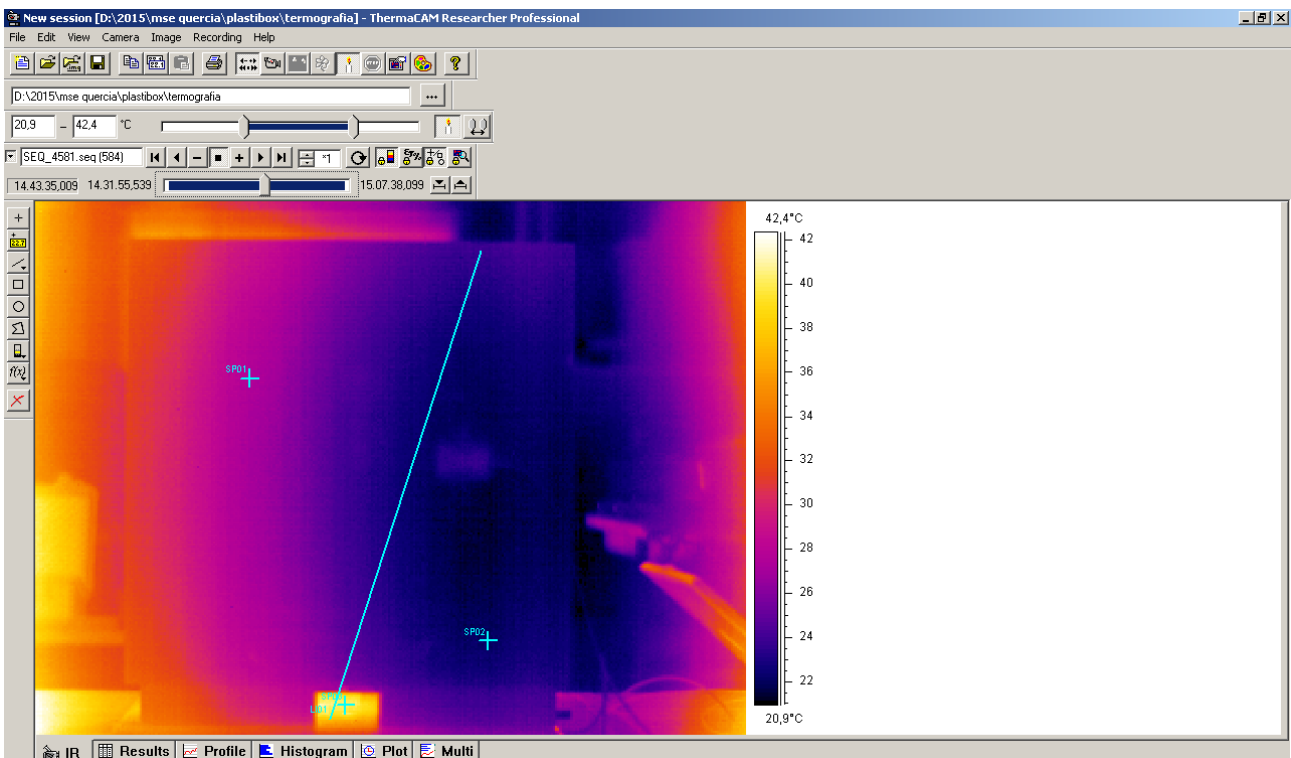 New session [D:\2015\mse quercia\plastibox\termografia] - ThermaCAM Researcher Professional
File Edit View Camera Image Recording Help
D:\2015\mse quercia\plastibox\termografia ...
20,9 – 42,4 °C
SEQ_4581.seq (584) *1
14.43.35,009 14.31.55,539 15.07.38,099
42,4°C
42
40
38
36
34
32
30
28
26
24
22
20,9°C
SP01
SP02
LI01
IR Results Profile Histogram Plot Multi